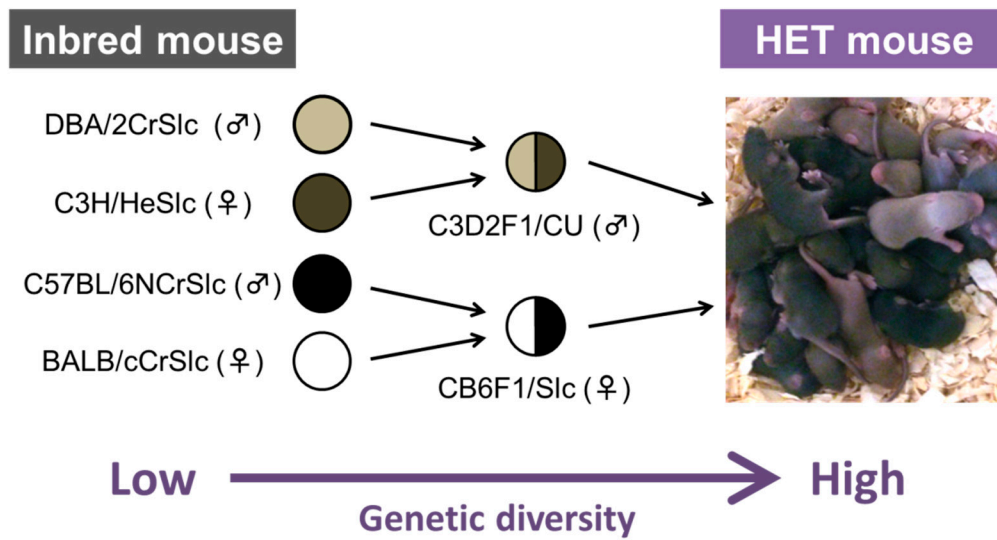 Inbred mouse
HET mouse
DBA/2CrSlc (♂)
C3H/HeSlc (♀)
C3D2F1/CU (♂)
C57BL/6NCrSlc (♂)
BALB/cCrSlc (♀)
CB6F1/Slc (♀)
Low
High
Genetic diversity